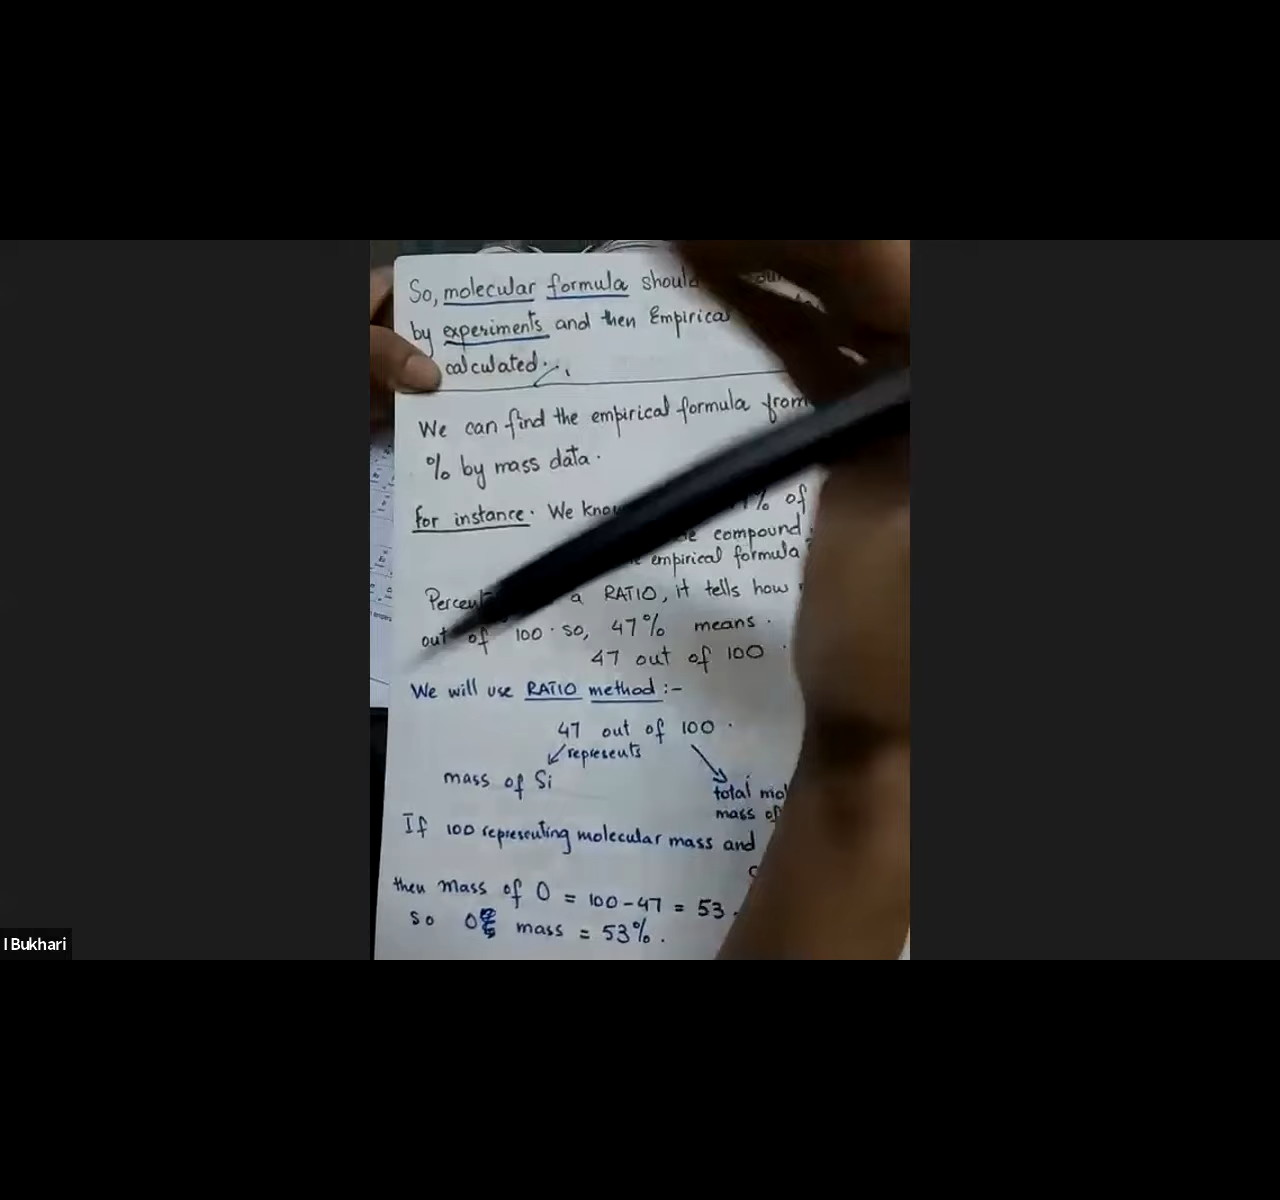 So, molecular formula should
by experiments and then Empirical
calculated.
We can find the empirical formula from
% by mass data.
for instance. We know % of
compound.
empirical formula?
a RATIO, it tells how
out of 100. so, 47% means.
47 out of 100
We will use RATIO method:-
47 out of 100.
represents
mass of Si
total
mass of
If 100 representing molecular mass and
then mass of O = 100-47 = 53.
so O mass = 53%.
I Bukhari